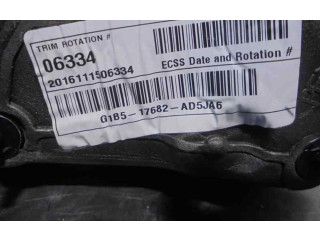 TRIM ROTATION #
06334
2016111506334
ECSS Date and Rotation #
G1B5-17682-AD5JA6